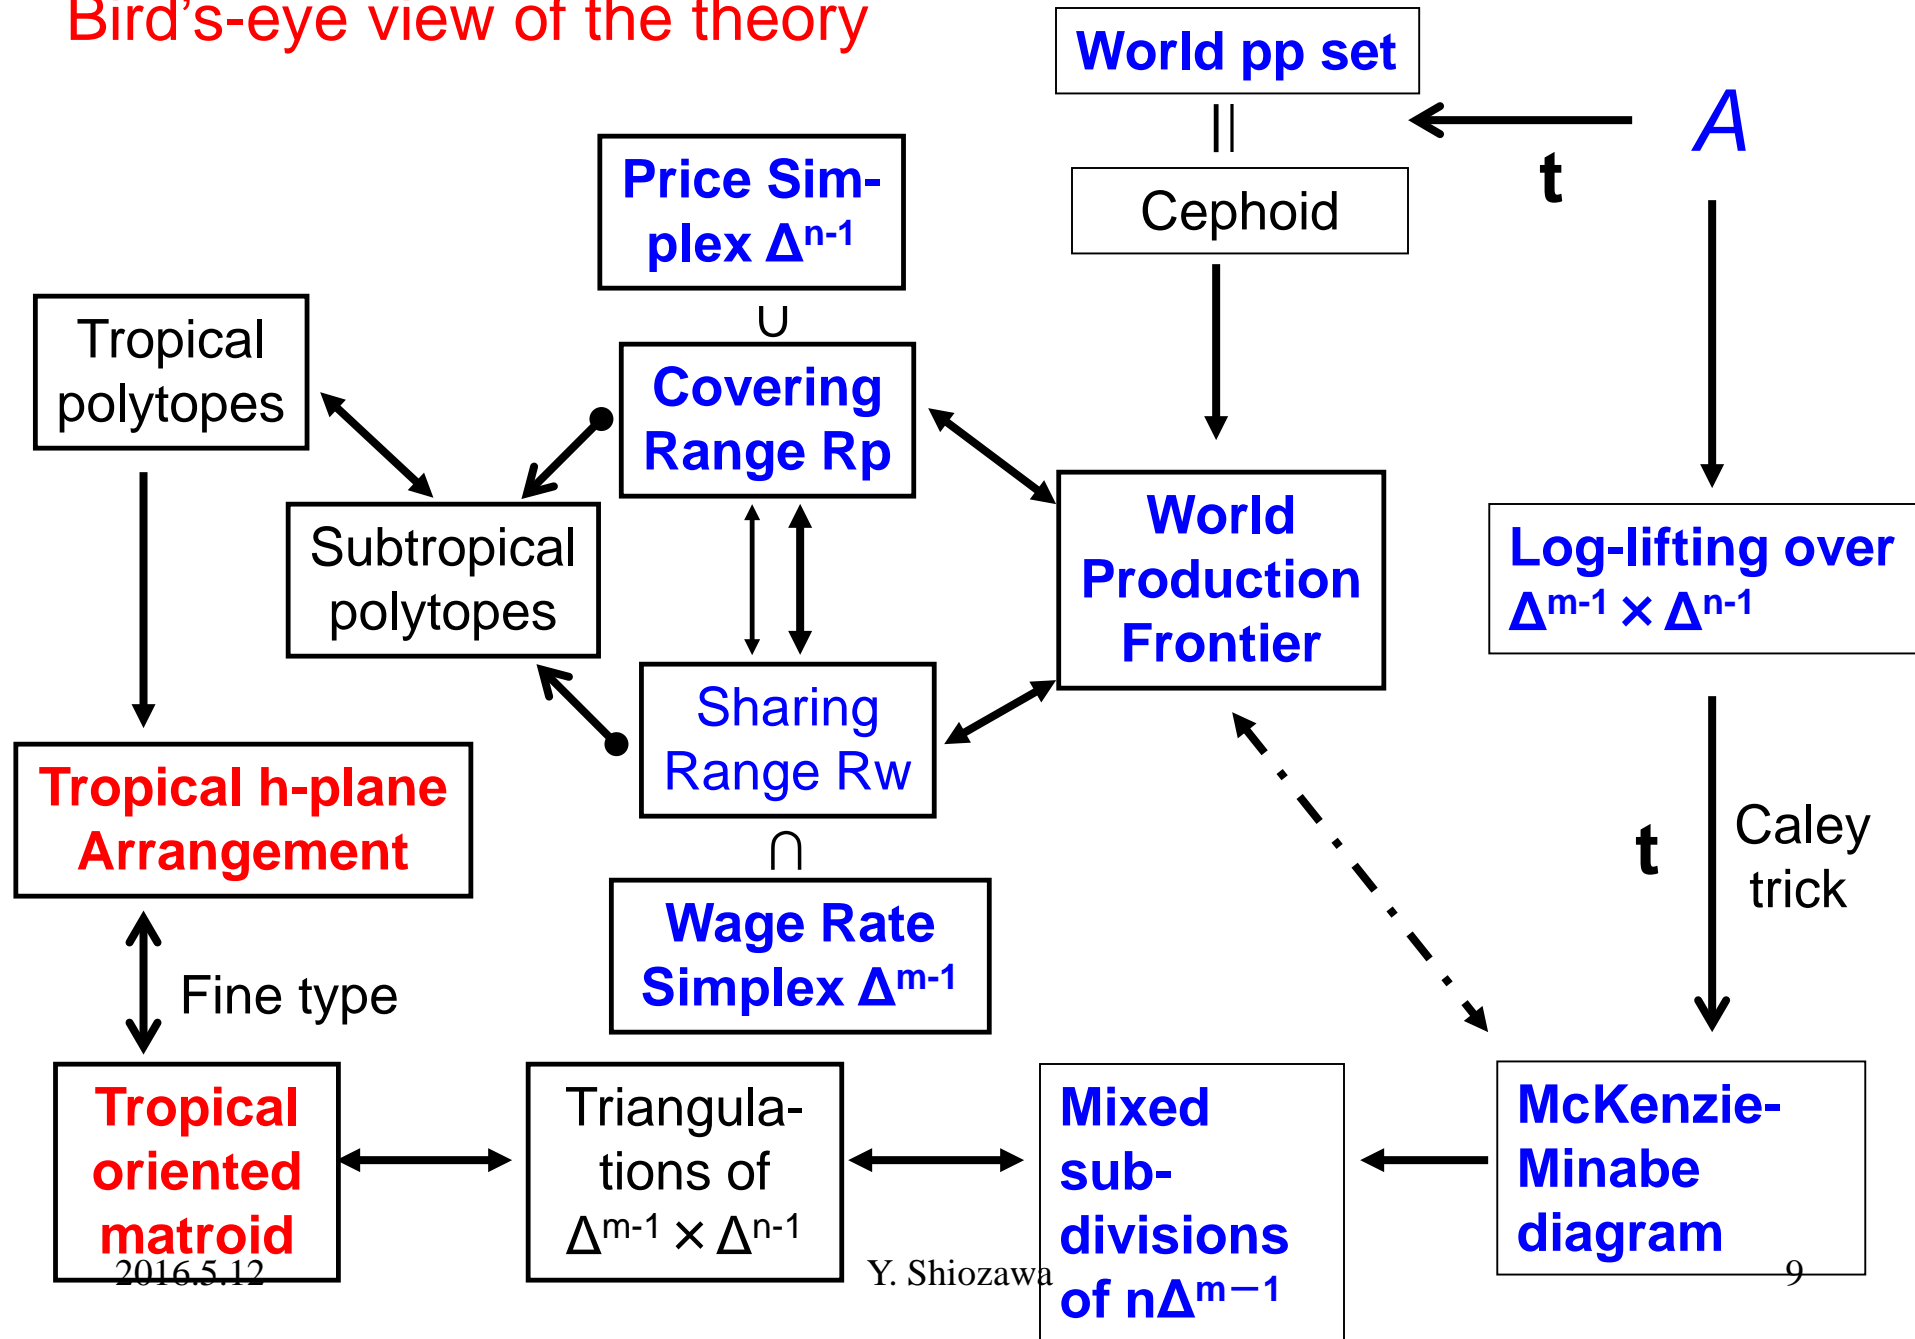 Bird's-eye view of the theory
World pp set
||
A
t
Cephoid
Price Sim-
plex Δⁿ⁻¹
∪
Covering
Range Rp
Tropical
polytopes
Subtropical
polytopes
World
Production
Frontier
Log-lifting over
Δᵐ⁻¹ × Δⁿ⁻¹
Sharing
Range Rw
∩
Wage Rate
Simplex Δᵐ⁻¹
Tropical h-plane
Arrangement
t
Caley
trick
Fine type
Tropical
oriented
matroid
Triangula-
tions of
Δᵐ⁻¹ × Δⁿ⁻¹
Mixed
sub-
divisions
of nΔᵐ⁻¹
McKenzie-
Minabe
diagram
2016.5.12
Y. Shiozawa
9